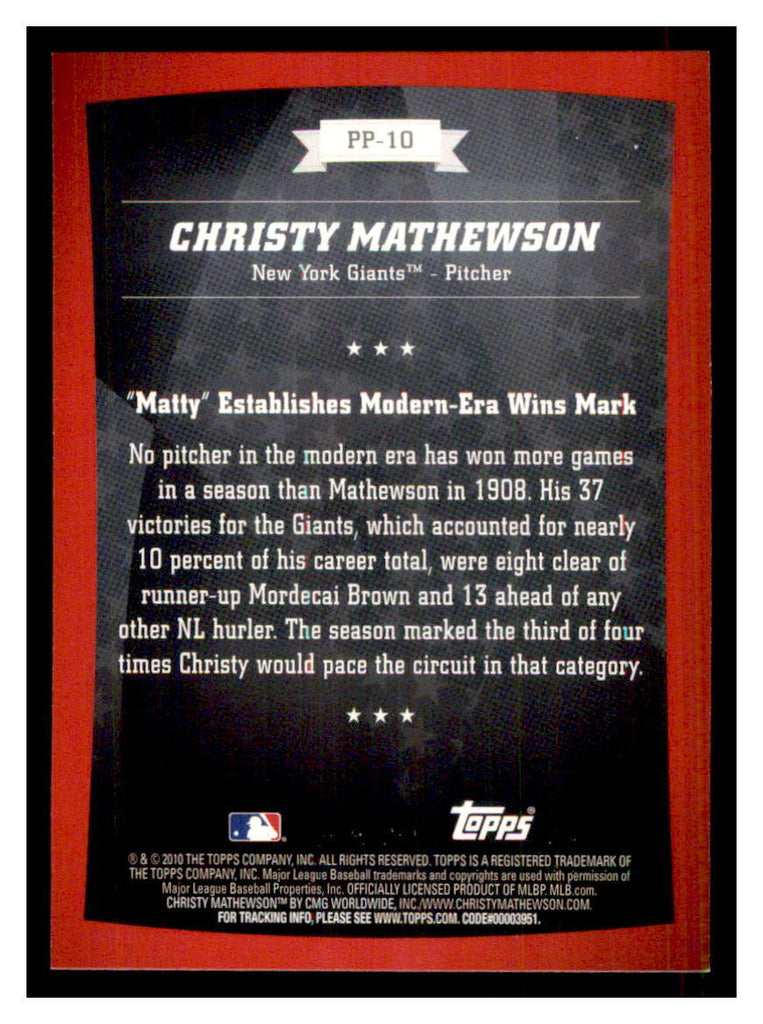 PP-10
CHRISTY MATHEWSON
New York Giants™ - Pitcher
"Matty" Establishes Modern-Era Wins Mark
No pitcher in the modern era has won more games
in a season than Mathewson in 1908. His 37
victories for the Giants, which accounted for nearly
10 percent of his career total, were eight clear of
runner-up Mordecai Brown and 13 ahead of any
other NL hurler. The season marked the third of four
times Christy would pace the circuit in that category.
Topps®
® & © 2010 THE TOPPS COMPANY, INC. ALL RIGHTS RESERVED. TOPPS IS A REGISTERED TRADEMARK OF
THE TOPPS COMPANY, INC. Major League Baseball trademarks and copyrights are used with permission of
Major League Baseball Properties, Inc. OFFICIALLY LICENSED PRODUCT OF MLBP. MLB.com.
CHRISTY MATHEWSON™ BY CMG WORLDWIDE, INC./WWW.CHRISTYMATHEWSON.COM.
FOR TRACKING INFO, PLEASE SEE WWW.TOPPS.COM. CODE#00003951.